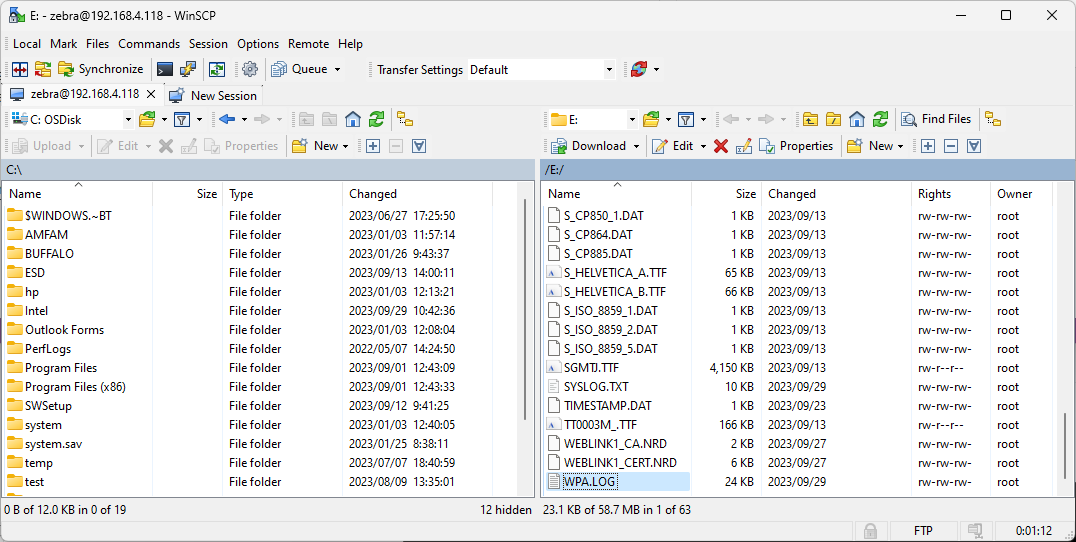 E: - zebra@192.168.4.118 - WinSCP
Local Mark Files Commands Session Options Remote Help
Synchronize Queue Transfer Settings Default
zebra@192.168.4.118 New Session
C: OSDisk E: Find Files
Upload Edit Properties New Download Edit Properties New
C:\ /E:/
Name Size Type Changed Name Size Changed Rights Owner
$WINDOWS.~BT File folder 2023/06/27 17:25:50 S_CP850_1.DAT 1 KB 2023/09/13 rw-rw-rw- root
AMFAM File folder 2023/01/03 11:57:14 S_CP864.DAT 1 KB 2023/09/13 rw-rw-rw- root
BUFFALO File folder 2023/01/26 9:43:37 S_CP885.DAT 1 KB 2023/09/13 rw-rw-rw- root
ESD File folder 2023/09/13 14:00:11 S_HELVETICA_A.TTF 65 KB 2023/09/13 rw-rw-rw- root
hp File folder 2023/01/03 12:13:21 S_HELVETICA_B.TTF 66 KB 2023/09/13 rw-rw-rw- root
Intel File folder 2023/09/29 10:42:36 S_ISO_8859_1.DAT 1 KB 2023/09/13 rw-rw-rw- root
Outlook Forms File folder 2023/01/03 12:08:04 S_ISO_8859_2.DAT 1 KB 2023/09/13 rw-rw-rw- root
PerfLogs File folder 2022/05/07 14:24:50 S_ISO_8859_5.DAT 1 KB 2023/09/13 rw-rw-rw- root
Program Files File folder 2023/09/01 12:43:09 SGMTJ.TTF 4,150 KB 2023/09/13 rw-r--r-- root
Program Files (x86) File folder 2023/09/01 12:43:33 SYSLOG.TXT 10 KB 2023/09/29 rw-rw-rw- root
SWSetup File folder 2023/09/12 9:41:25 TIMESTAMP.DAT 1 KB 2023/09/23 rw-rw-rw- root
system File folder 2023/01/03 12:40:05 TT0003M_.TTF 166 KB 2023/09/13 rw-r--r-- root
system.sav File folder 2023/01/25 8:38:11 WEBLINK1_CA.NRD 2 KB 2023/09/27 rw-rw-rw- root
temp File folder 2023/07/07 18:40:59 WEBLINK1_CERT.NRD 6 KB 2023/09/27 rw-rw-rw- root
test File folder 2023/08/09 13:35:01 WPA.LOG 24 KB 2023/09/29 rw-rw-rw- root
0 B of 12.0 KB in 0 of 19 12 hidden 23.1 KB of 58.7 MB in 1 of 63
FTP 0:01:12